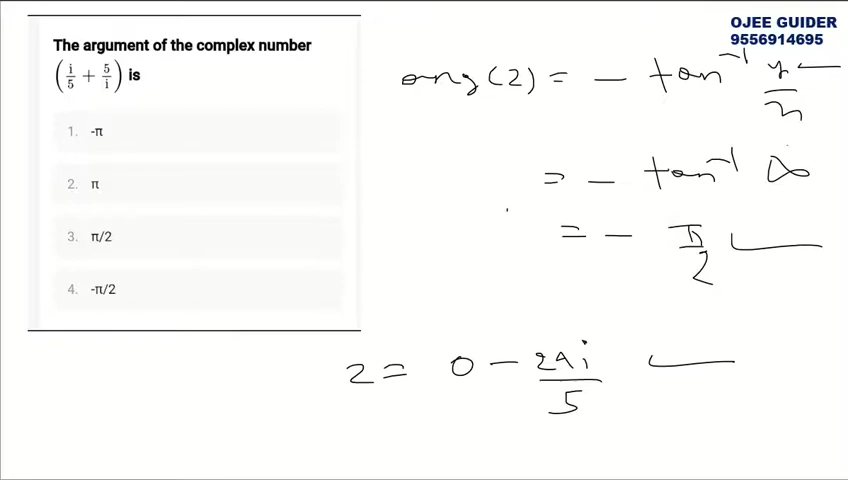 OJEE GUIDER
9556914695
The argument of the complex number
(i/5 + 5/i) is
1. -π
2. π
3. π/2
4. -π/2
arg(z) = - tan⁻¹ y/x
= - tan⁻¹ ∞
= - π/2
z = 0 - 24i/5